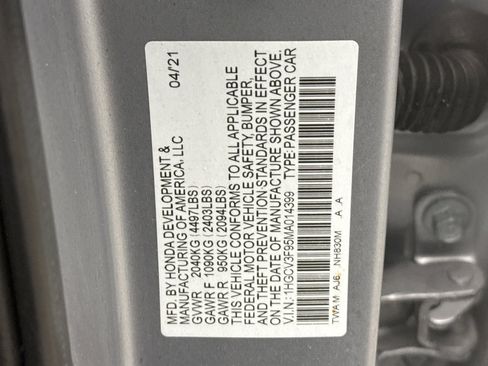 MANUFACTURED BY HONDA DEVELOPMENT & 04/21
MANUFACTURING OF AMERICA, LLC
GVWR 2040KG (4497LBS)
GAWR F 1090KG (2403LBS)
GAWR R 950KG (2094LBS)
THIS VEHICLE CONFORMS TO ALL APPLICABLE
FEDERAL MOTOR VEHICLE SAFETY, BUMPER,
AND THEFT PREVENTION STANDARDS IN EFFECT
ON THE DATE OF MANUFACTURE SHOWN ABOVE.
V.I.N.: 1HGCV3F95MA014399 TYPE: PASSENGER CAR
TWA M AJ6 NH830M A A